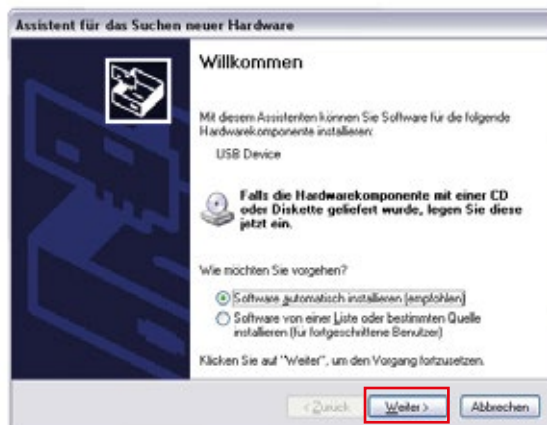 Assistent für das Suchen neuer Hardware
Willkommen
Mit diesem Assistenten können Sie Software für die folgende
Hardwarekomponente installieren:
USB Device
Falls die Hardwarekomponente mit einer CD
oder Diskette geliefert wurde, legen Sie diese
jetzt ein.
Wie möchten Sie vorgehen?
Software automatisch installieren (empfohlen)
Software von einer Liste oder bestimmten Quelle
installieren (für fortgeschrittene Benutzer)
Klicken Sie auf "Weiter", um den Vorgang fortzusetzen.
< Zurück Weiter > Abbrechen